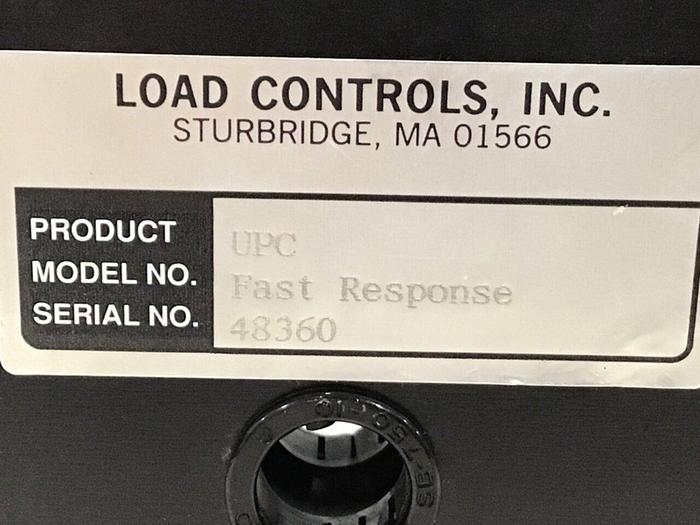 LOAD CONTROLS, INC.
STURBRIDGE, MA 01566
PRODUCT UPC
MODEL NO. Fast Response
SERIAL NO. 48360